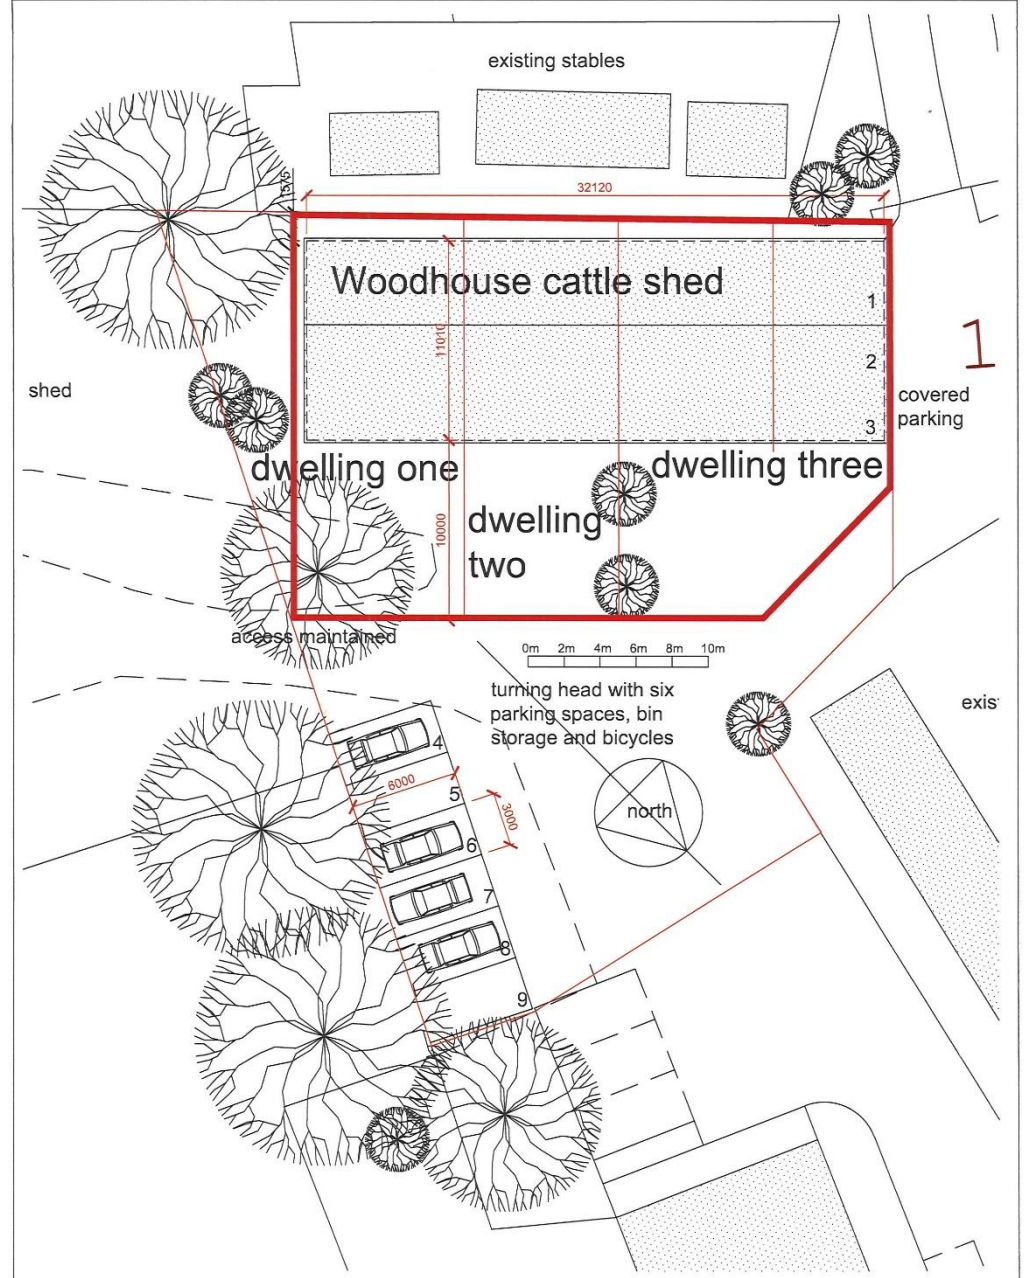 existing stables
1575
32120
Woodhouse cattle shed
1
11010
2
1
shed
covered
parking
3
dwelling one
dwelling three
10000
dwelling
two
access maintained
0m 2m 4m 6m 8m 10m
turning head with six
parking spaces, bin
storage and bicycles
exis
4
6000
5
3000
north
6
7
8
9